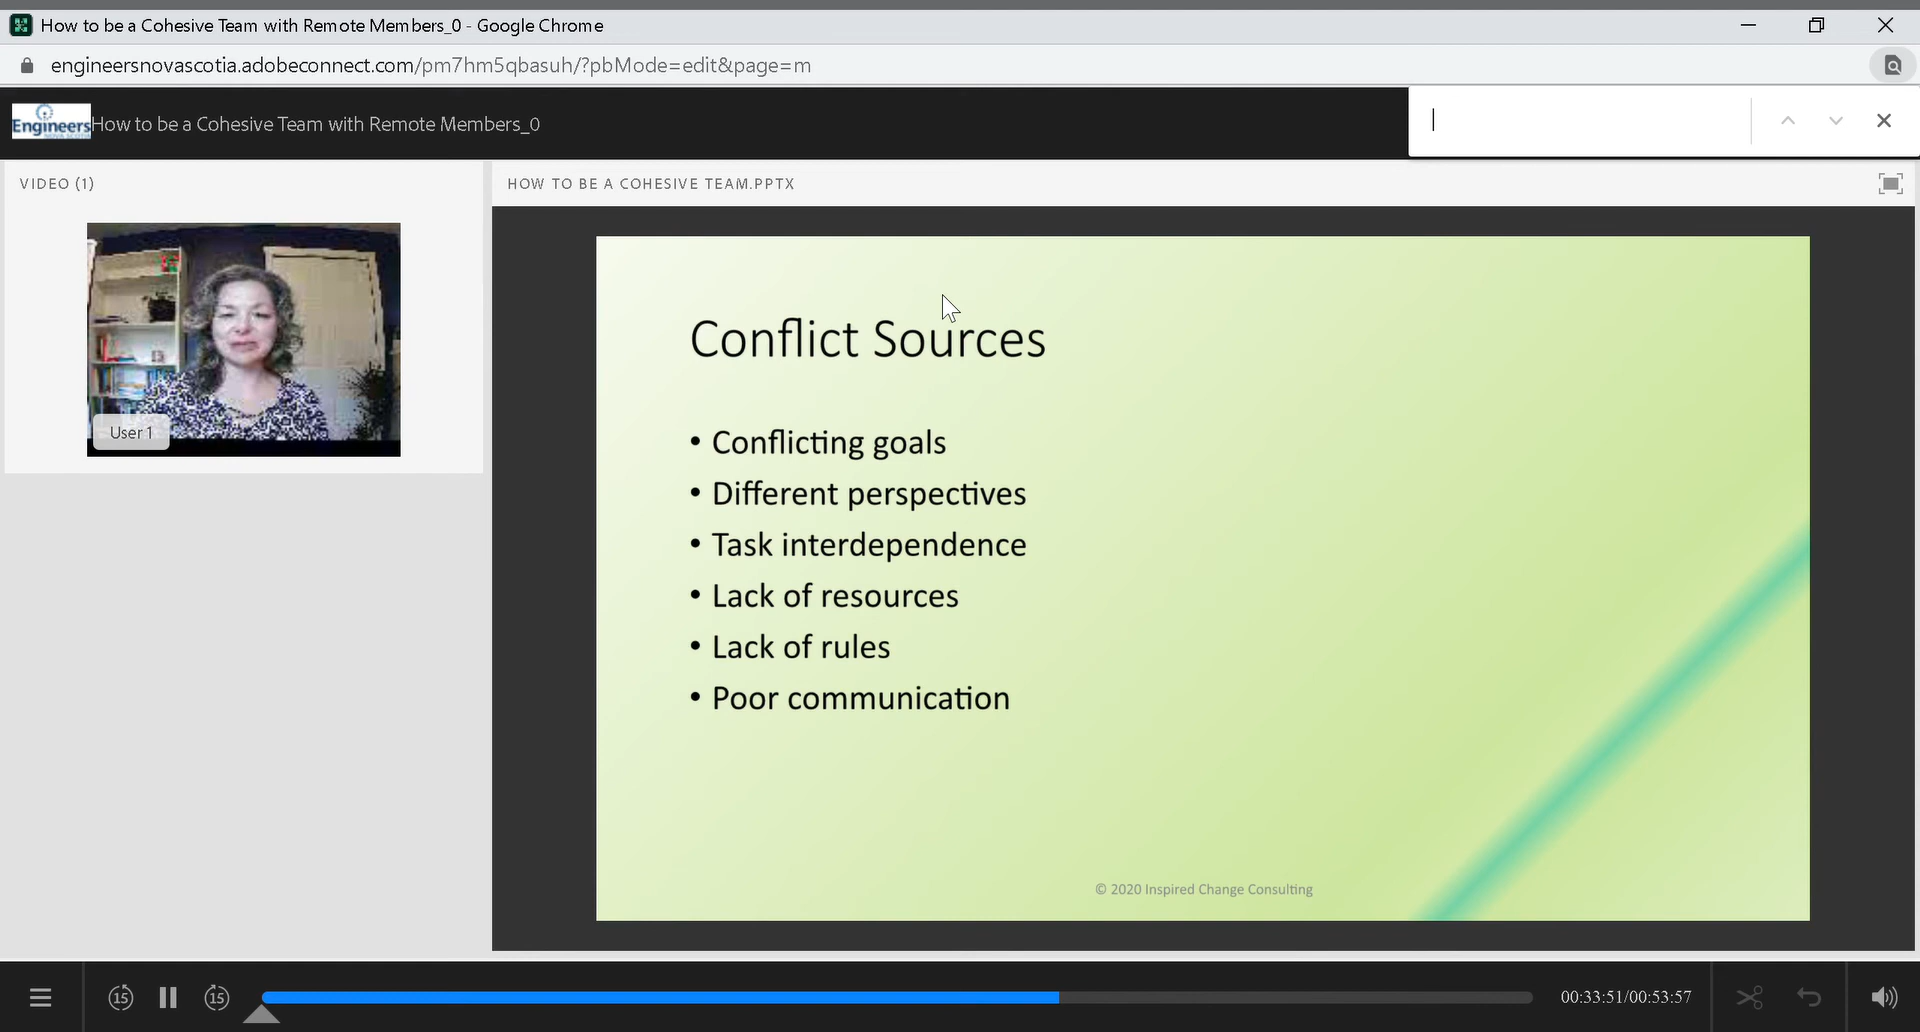 How to be a Cohesive Team with Remote Members_0 - Google Chrome
engineersnovascotia.adobeconnect.com/pm7hm5qbasuh/?pbMode=edit&page=m
Engineers
NOVA SCOTIA
How to be a Cohesive Team with Remote Members_0
VIDEO (1)
User 1
HOW TO BE A COHESIVE TEAM.PPTX
Conflict Sources
• Conflicting goals
• Different perspectives
• Task interdependence
• Lack of resources
• Lack of rules
• Poor communication
© 2020 Inspired Change Consulting
15
15
00:33:51/00:53:57